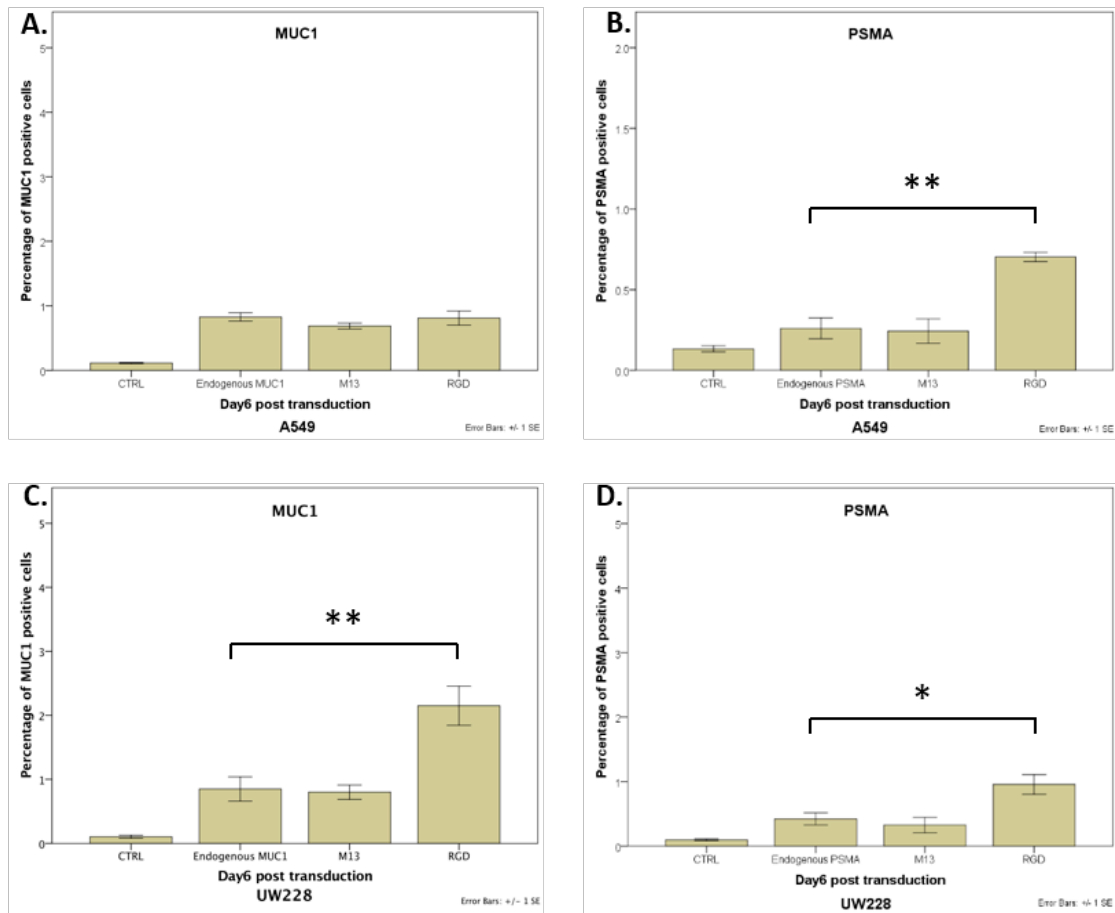 A.
MUC1
Percentage of MUC1 positive cells
5
4
3
2
1
0
CTRL Endogenous MUC1 M13 RGD
Day6 post transduction
A549
Error Bars: +/- 1 SE
B.
PSMA
Percentage of PSMA positive cells
2.0
1.5
1.0
0.5
0.0
**
CTRL Endogenous PSMA M13 RGD
Day6 post transduction
A549
Error Bars: +/- 1 SE
C.
MUC1
Percentage of MUC1 positive cells
5
4
3
2
1
0
**
CTRL Endogenous MUC1 M13 RGD
Day6 post transduction
UW228
Error Bars: +/- 1 SE
D.
PSMA
Percentage of PSMA positive cells
5
4
3
2
1
0
*
CTRL Endogenous PSMA M13 RGD
Day6 post transduction
UW228
Error Bars: +/- 1 SE